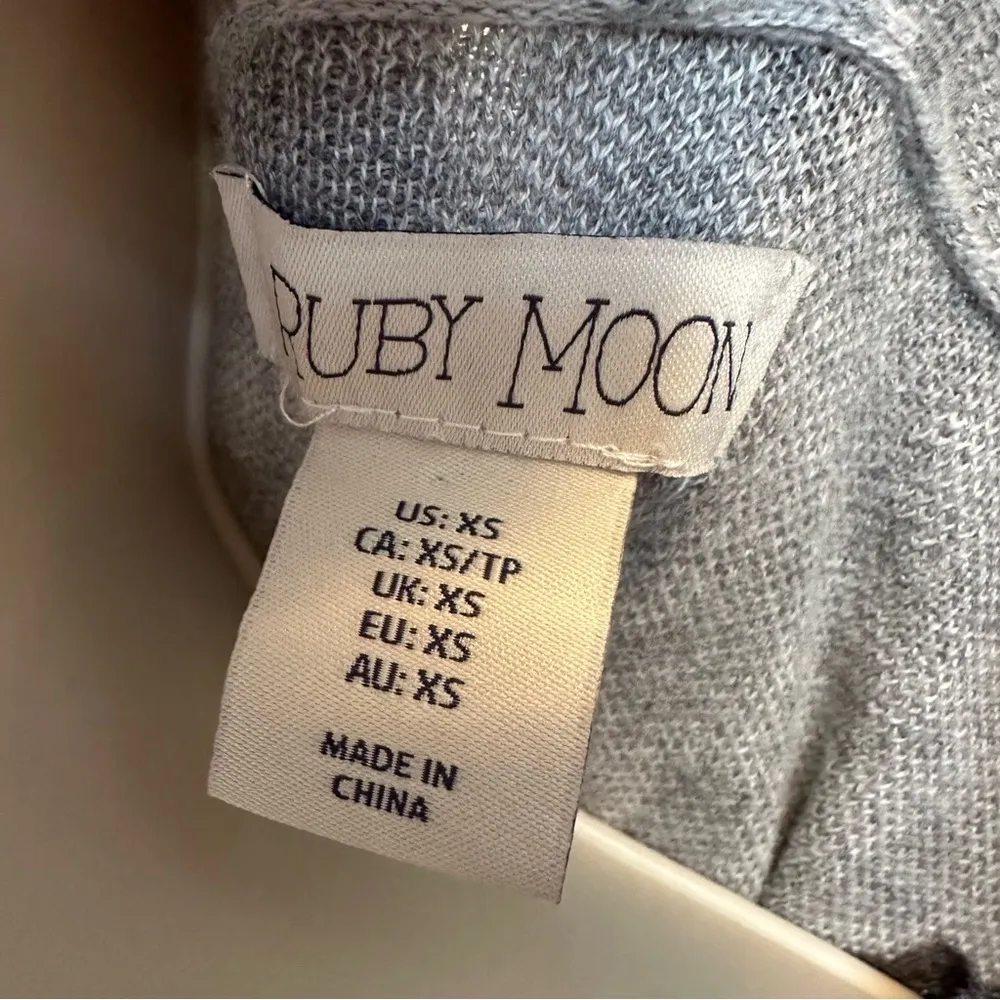 RUBY MOON
US: XS
CA: XS/TP
UK: XS
EU: XS
AU: XS
MADE IN
CHINA